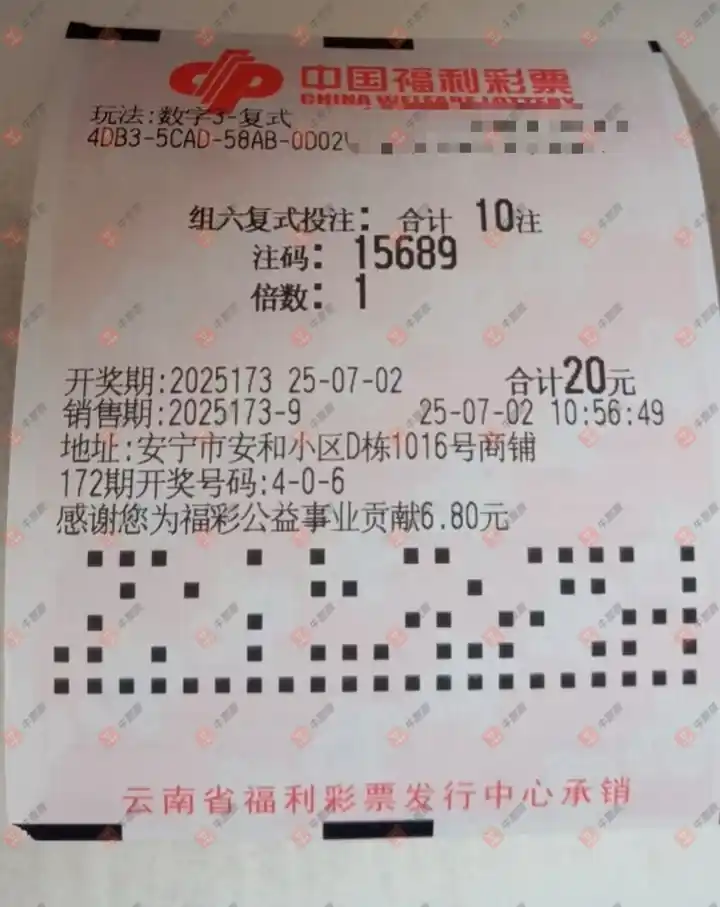 中国福利彩票
CHINA WELFARE LOTTERY
玩法:数字3-复式
4DB3-5CAD-58AB-0D02
组六复式投注: 合计 10注
注码: 15689
倍数: 1
开奖期:2025173 25-07-02 合计20元
销售期:2025173-9 25-07-02 10:56:49
地址:安宁市安和小区D栋1016号商铺
172期开奖号码:4-0-6
感谢您为福彩公益事业贡献6.80元
云南省福利彩票发行中心承销